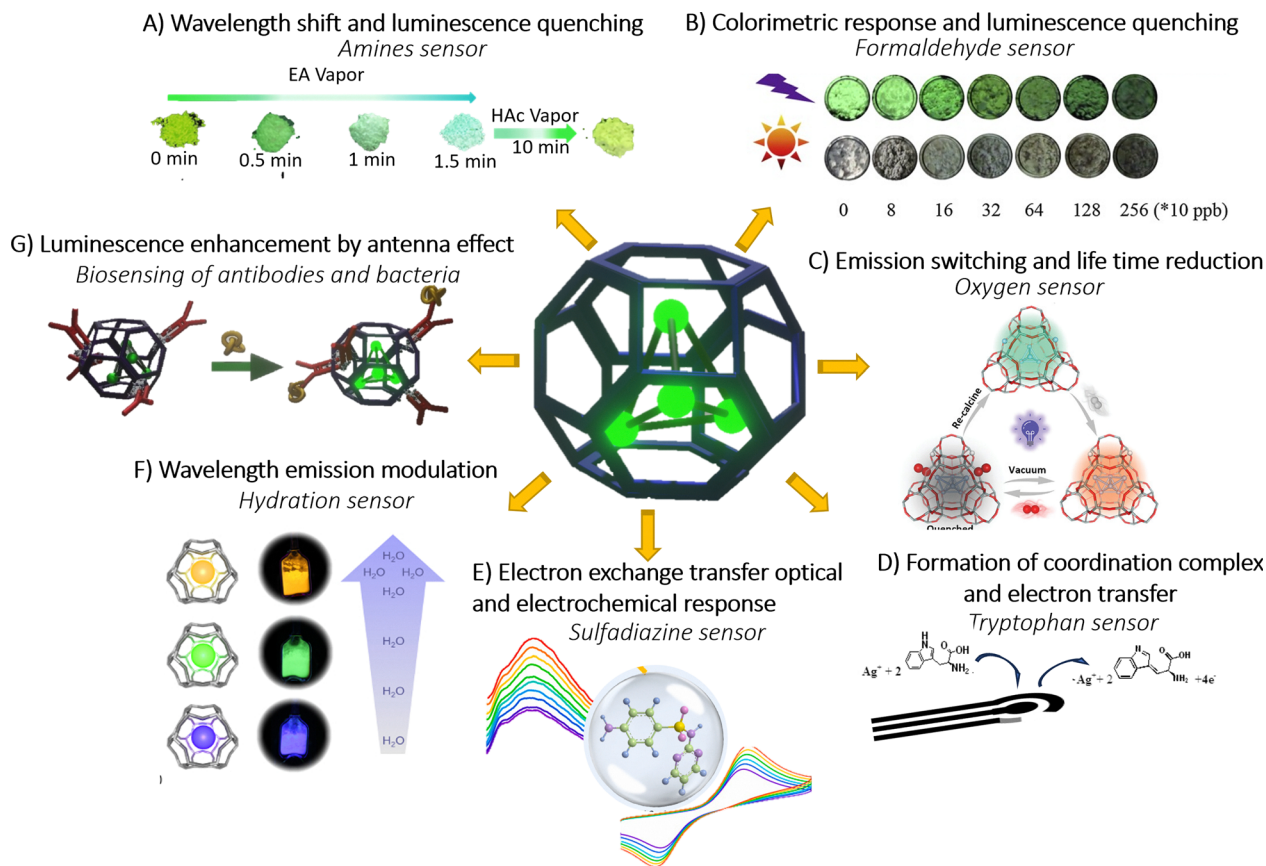 A) Wavelength shift and luminescence quenching
Amines sensor
EA Vapor
0 min
0.5 min
1 min
1.5 min
HAc Vapor
10 min
B) Colorimetric response and luminescence quenching
Formaldehyde sensor
0 8 16 32 64 128 256 (*10 ppb)
G) Luminescence enhancement by antenna effect
Biosensing of antibodies and bacteria
C) Emission switching and life time reduction
Oxygen sensor
Re-calcine
Vacuum
Quenched
F) Wavelength emission modulation
Hydration sensor
H₂O
H₂O H₂O
H₂O
H₂O
H₂O
H₂O
E) Electron exchange transfer optical
and electrochemical response
Sulfadiazine sensor
D) Formation of coordination complex
and electron transfer
Tryptophan sensor
Ag⁺ + 2
H
N
O
OH
NH₂
-Ag⁺+ 2
N
O
OH
NH₂ +4e⁻
)